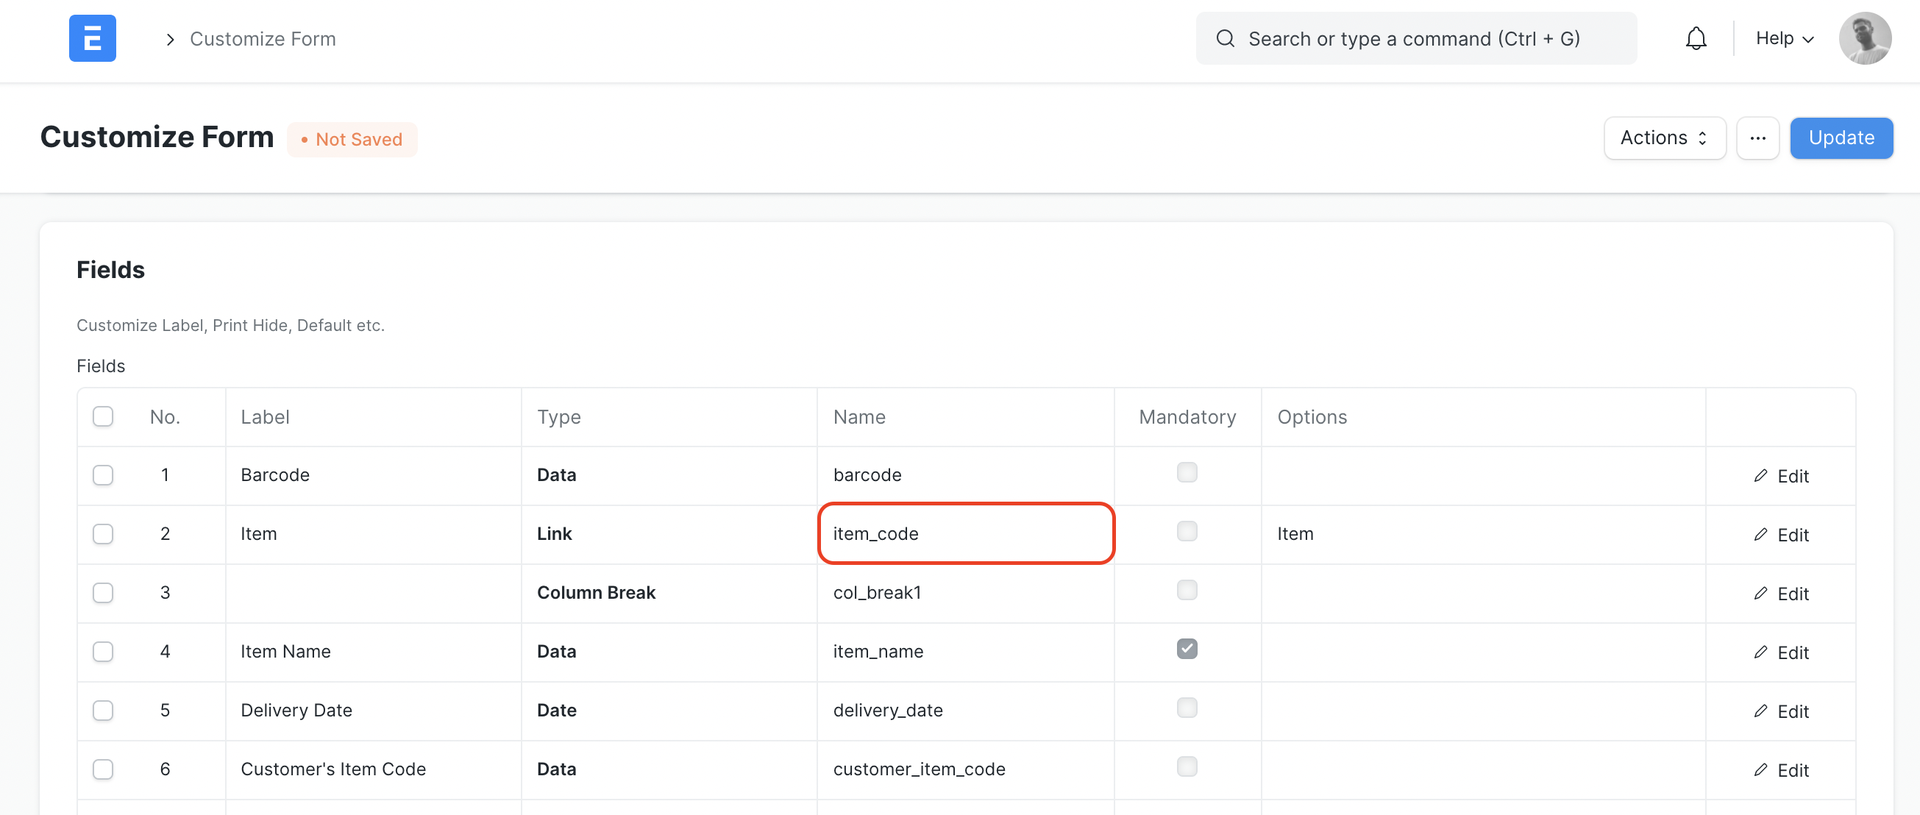 E
Customize Form
Search or type a command (Ctrl + G)
Help
Customize Form
• Not Saved
Actions
...
Update
Fields
Customize Label, Print Hide, Default etc.
Fields
No. Label Type Name Mandatory Options
1 Barcode Data barcode Edit
2 Item Link item_code Item Edit
3 Column Break col_break1 Edit
4 Item Name Data item_name Edit
5 Delivery Date Date delivery_date Edit
6 Customer's Item Code Data customer_item_code Edit